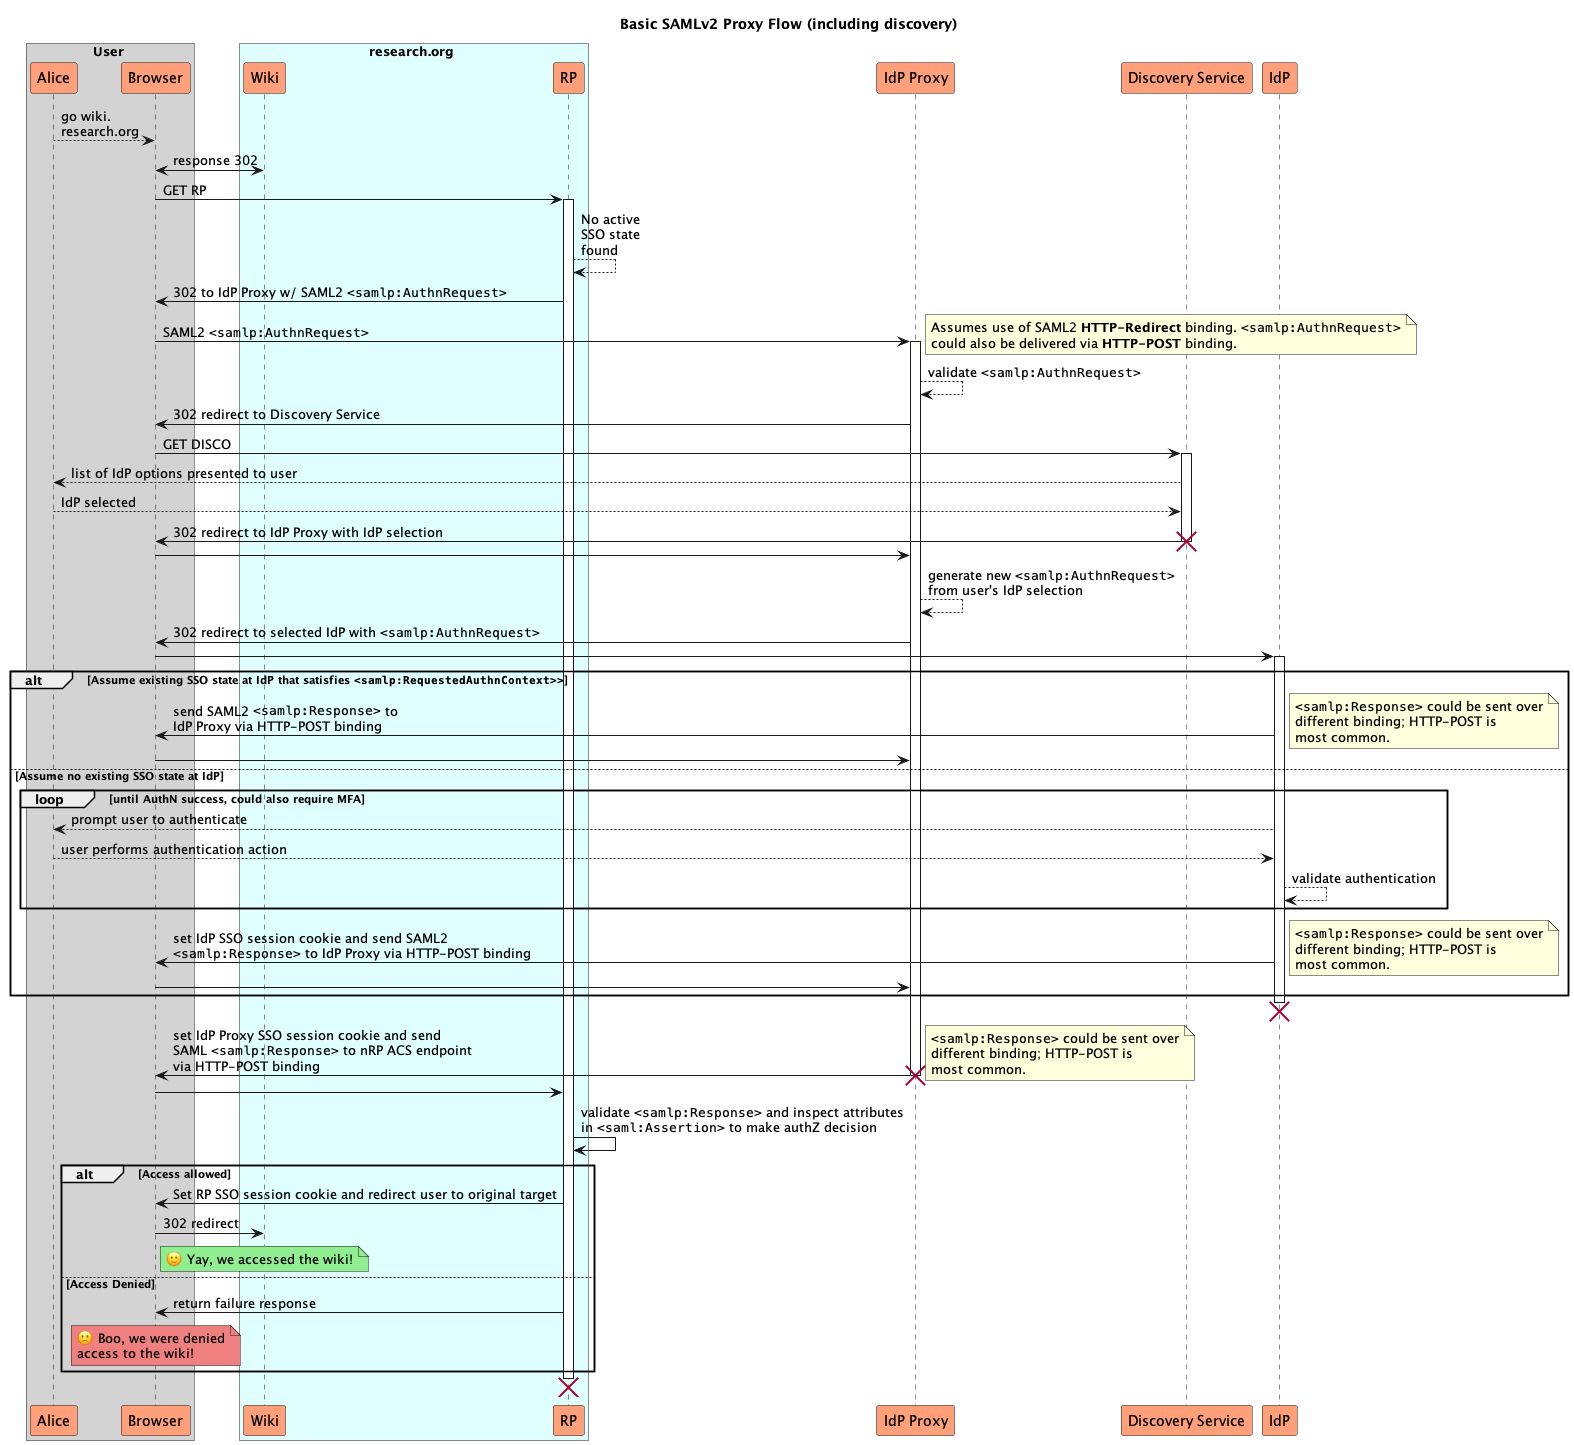 Basic SAMLv2 Proxy Flow (including discovery)
User
research.org
Alice
Browser
Wiki
RP
IdP Proxy
Discovery Service
IdP
go wiki.
research.org
response 302
GET RP
No active
SSO state
found
302 to IdP Proxy w/ SAML2 <samlp:AuthnRequest>
SAML2 <samlp:AuthnRequest>
Assumes use of SAML2 HTTP-Redirect binding. <samlp:AuthnRequest>
could also be delivered via HTTP-POST binding.
validate <samlp:AuthnRequest>
302 redirect to Discovery Service
GET DISCO
list of IdP options presented to user
IdP selected
302 redirect to IdP Proxy with IdP selection
generate new <samlp:AuthnRequest>
from user's IdP selection
302 redirect to selected IdP with <samlp:AuthnRequest>
alt
[Assume existing SSO state at IdP that satisfies <samlp:RequestedAuthnContext>>]
send SAML2 <samlp:Response> to
IdP Proxy via HTTP-POST binding
<samlp:Response> could be sent over
different binding; HTTP-POST is
most common.
[Assume no existing SSO state at IdP]
loop
[until AuthN success, could also require MFA]
prompt user to authenticate
user performs authentication action
validate authentication
set IdP SSO session cookie and send SAML2
<samlp:Response> to IdP Proxy via HTTP-POST binding
<samlp:Response> could be sent over
different binding; HTTP-POST is
most common.
set IdP Proxy SSO session cookie and send
SAML <samlp:Response> to nRP ACS endpoint
via HTTP-POST binding
<samlp:Response> could be sent over
different binding; HTTP-POST is
most common.
validate <samlp:Response> and inspect attributes
in <saml:Assertion> to make authZ decision
alt
[Access allowed]
Set RP SSO session cookie and redirect user to original target
302 redirect
🙂 Yay, we accessed the wiki!
[Access Denied]
return failure response
🙁 Boo, we were denied
access to the wiki!
Alice
Browser
Wiki
RP
IdP Proxy
Discovery Service
IdP